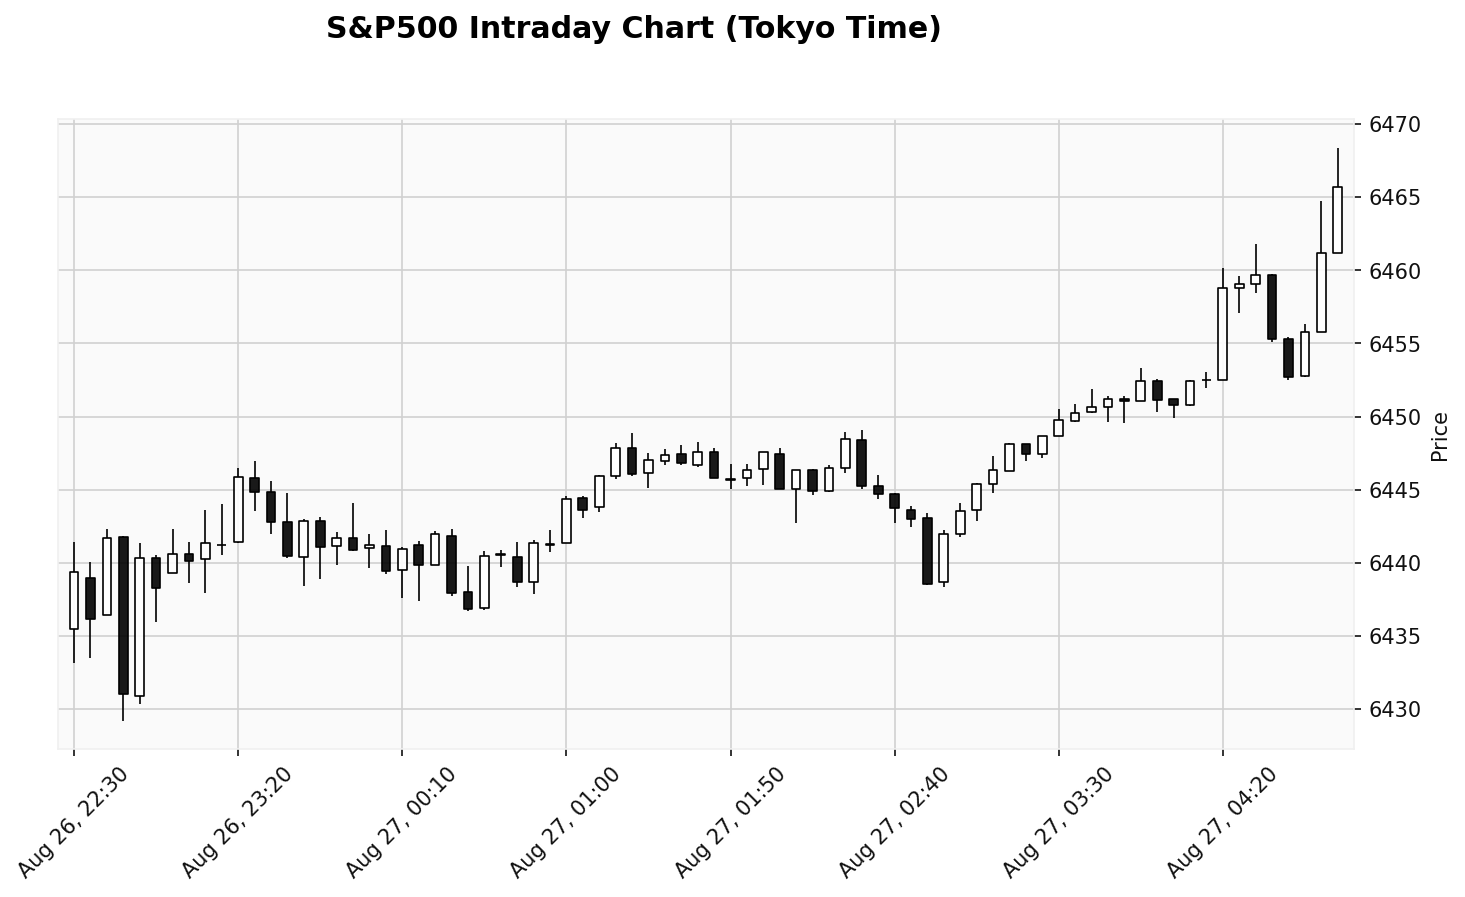 S&P500 Intraday Chart (Tokyo Time)
6470
6465
6460
6455
6450
6445
6440
6435
6430
Price
Aug 26, 22:30
Aug 26, 23:20
Aug 27, 00:10
Aug 27, 01:00
Aug 27, 01:50
Aug 27, 02:40
Aug 27, 03:30
Aug 27, 04:20